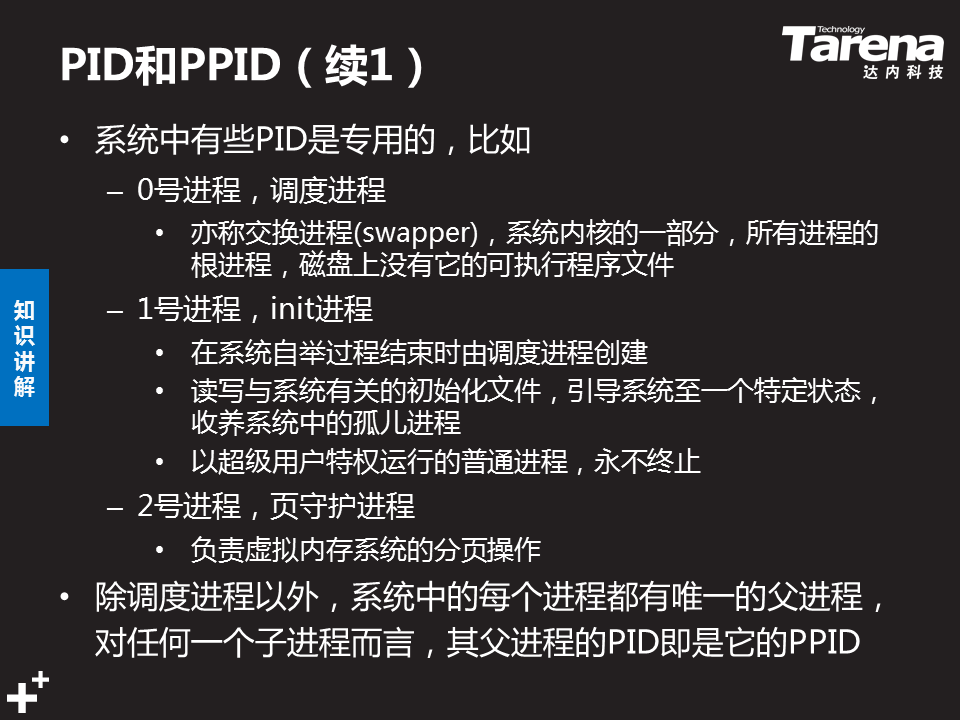 PID和PPID（续1）
Technology
Tarena
达内科技
• 系统中有些PID是专用的，比如
– 0号进程，调度进程
• 亦称交换进程(swapper)，系统内核的一部分，所有进程的
根进程，磁盘上没有它的可执行程序文件
– 1号进程，init进程
• 在系统自举过程结束时由调度进程创建
• 读写与系统有关的初始化文件，引导系统至一个特定状态，
收养系统中的孤儿进程
• 以超级用户特权运行的普通进程，永不终止
– 2号进程，页守护进程
• 负责虚拟内存系统的分页操作
• 除调度进程以外，系统中的每个进程都有唯一的父进程，
对任何一个子进程而言，其父进程的PID即是它的PPID
知
识
讲
解